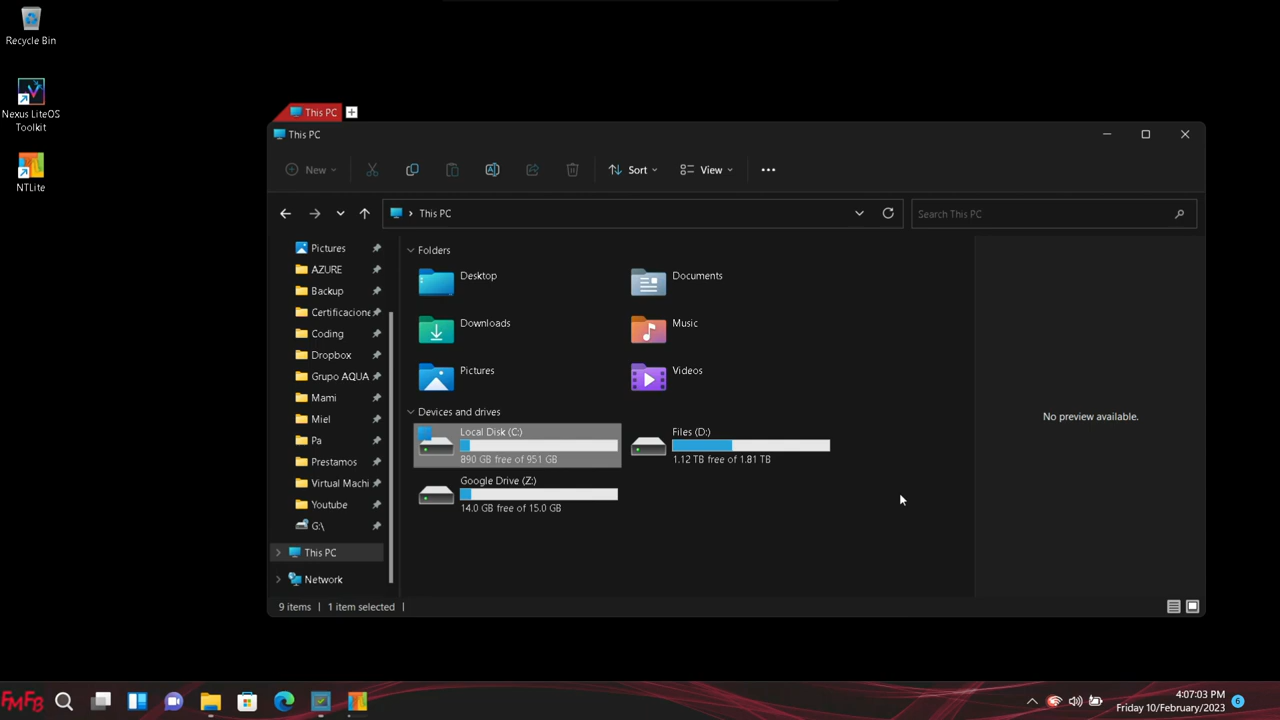 Recycle Bin
Nexus LiteOS
Toolkit
NTLite
This PC
This PC
New
Sort
View
This PC
Search This PC
Pictures
AZURE
Backup
Certificacione
Coding
Dropbox
Grupo AQUA
Mami
Miel
Pa
Prestamos
Virtual Machi
Youtube
G:\
This PC
Network
Folders
Desktop
Documents
Downloads
Music
Pictures
Videos
Devices and drives
Local Disk (C:)
890 GB free of 951 GB
Files (D:)
1.12 TB free of 1.81 TB
Google Drive (Z:)
14.0 GB free of 15.0 GB
No preview available.
9 items
1 item selected
FMFB
4:07:03 PM
Friday 10/February/2023
6